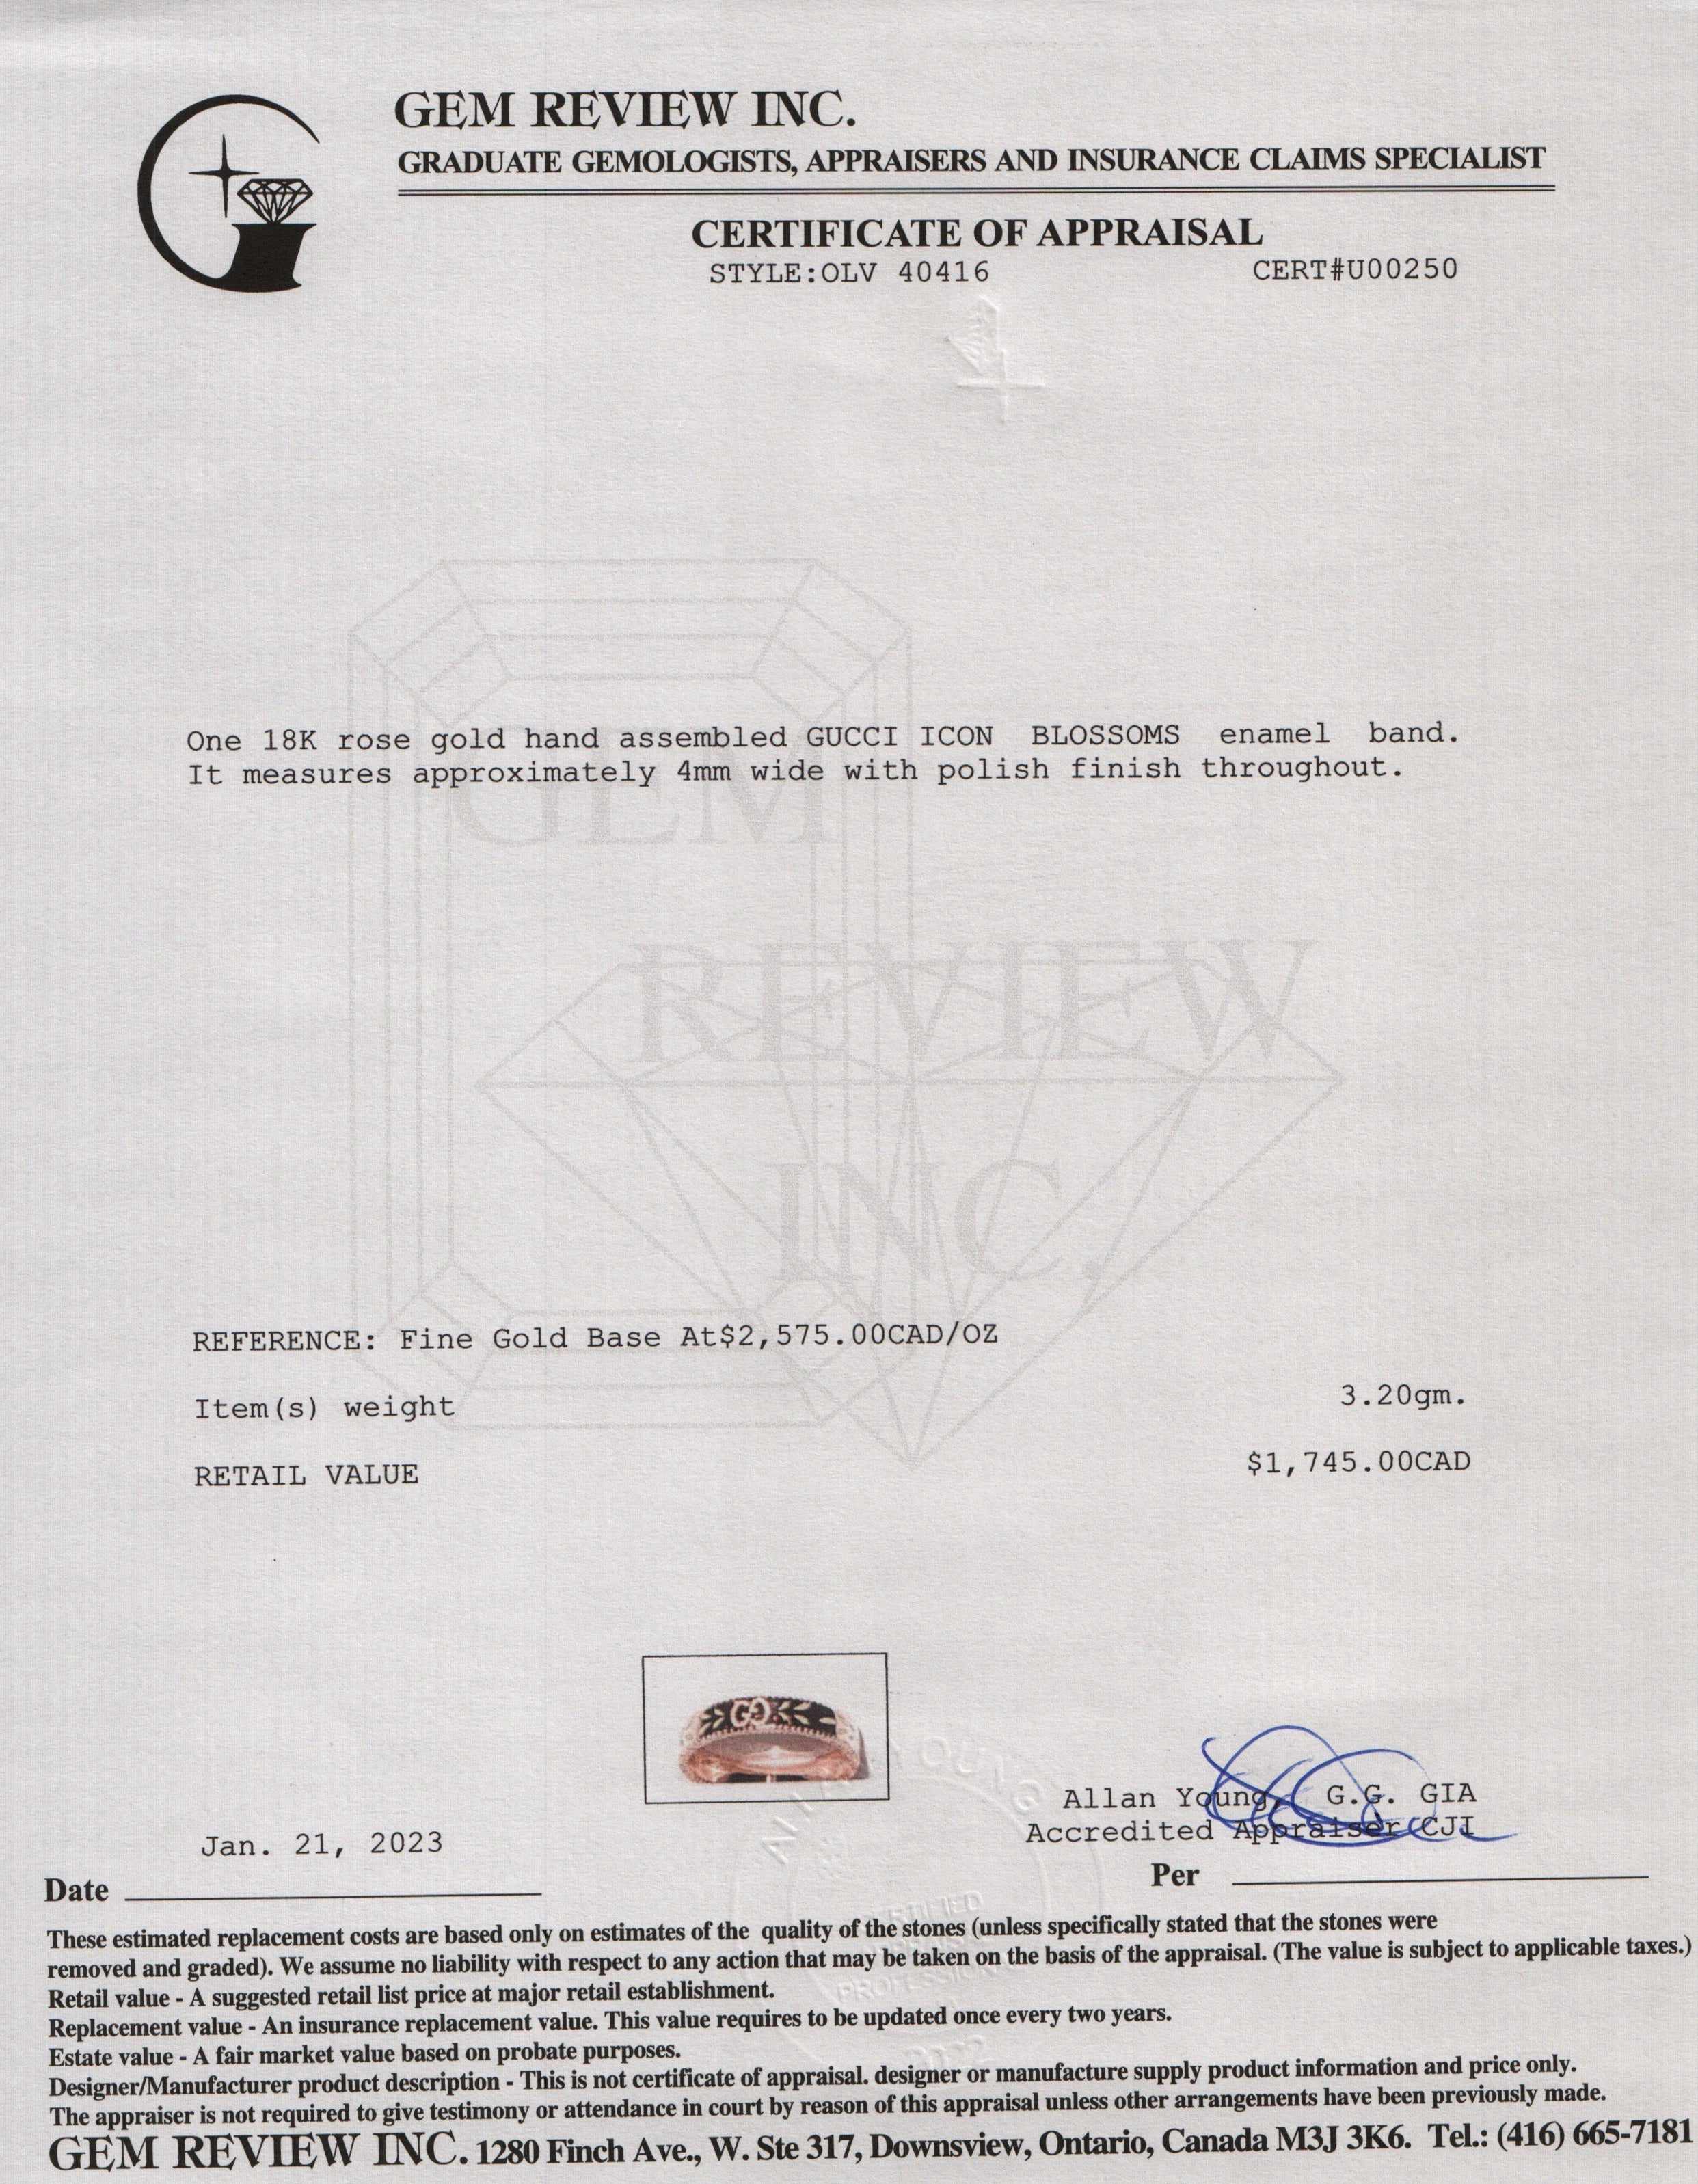 GEM REVIEW INC.
GRADUATE GEMOLOGISTS, APPRAISERS AND INSURANCE CLAIMS SPECIALIST
CERTIFICATE OF APPRAISAL
STYLE:OLV 40416 CERT#U00250
One 18K rose gold hand assembled GUCCI ICON BLOSSOMS enamel band.
It measures approximately 4mm wide with polish finish throughout.
GEM
REVIEW
INC.
REFERENCE: Fine Gold Base At$2,575.00CAD/OZ
Item(s) weight 3.20gm.
RETAIL VALUE $1,745.00CAD
YOUNG
Allan Young, G.G. GIA
Accredited Appraiser CJI
Jan. 21, 2023
Date
Per
CERTIFIED
PROFESSIONAL
These estimated replacement costs are based only on estimates of the quality of the stones (unless specifically stated that the stones were
removed and graded). We assume no liability with respect to any action that may be taken on the basis of the appraisal. (The value is subject to applicable taxes.)
Retail value - A suggested retail list price at major retail establishment.
Replacement value - An insurance replacement value. This value requires to be updated once every two years.
Estate value - A fair market value based on probate purposes.
Designer/Manufacturer product description - This is not certificate of appraisal. designer or manufacture supply product information and price only.
The appraiser is not required to give testimony or attendance in court by reason of this appraisal unless other arrangements have been previously made.
GEM REVIEW INC. 1280 Finch Ave., W. Ste 317, Downsview, Ontario, Canada M3J 3K6. Tel.: (416) 665-7181